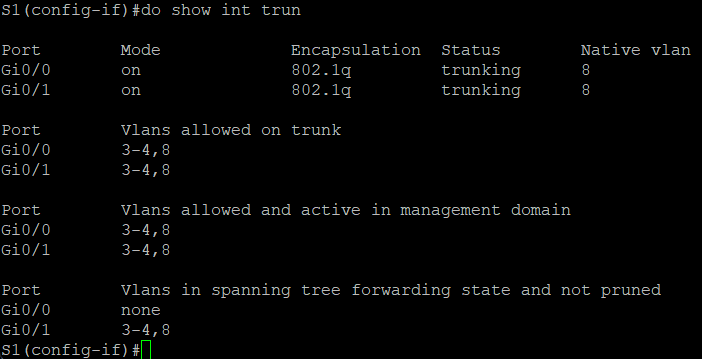 S1(config-if)#do show int trun
Port Mode Encapsulation Status Native vlan
Gi0/0 on 802.1q trunking 8
Gi0/1 on 802.1q trunking 8
Port Vlans allowed on trunk
Gi0/0 3-4,8
Gi0/1 3-4,8
Port Vlans allowed and active in management domain
Gi0/0 3-4,8
Gi0/1 3-4,8
Port Vlans in spanning tree forwarding state and not pruned
Gi0/0 none
Gi0/1 3-4,8
S1(config-if)#